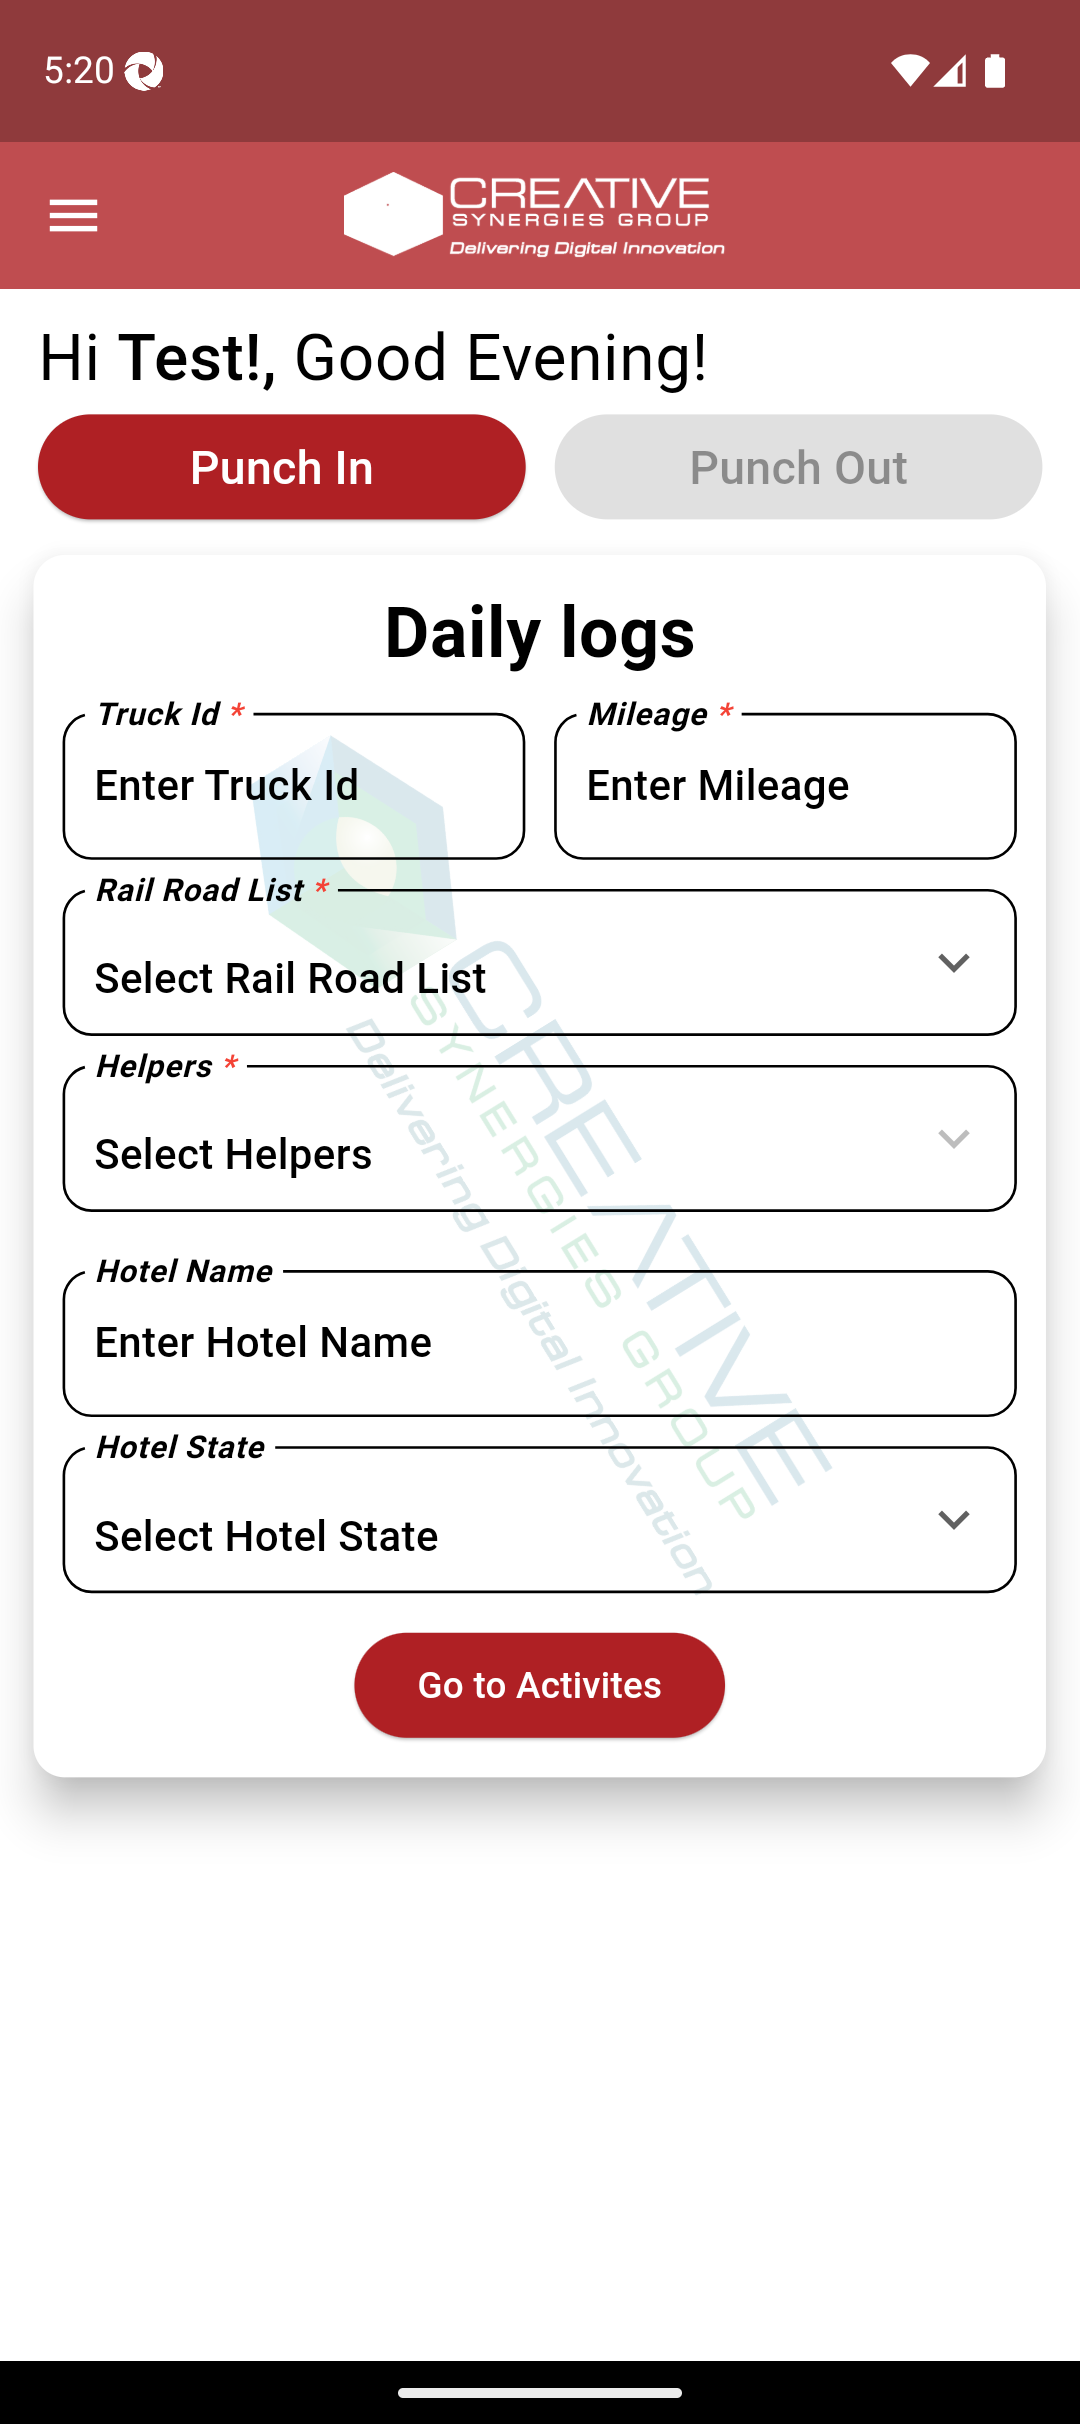 5:20
CREATIVE
SYNERGIES GROUP
Delivering Digital Innovation
Hi Test!, Good Evening!
Punch In
Punch Out
Daily logs
Truck Id *
Mileage *
Enter Truck Id
Enter Mileage
Rail Road List *
Select Rail Road List
Helpers *
Select Helpers
Hotel Name
Enter Hotel Name
Hotel State
Select Hotel State
CREATIVE
SYNERGIES GROUP
Delivering Digital Innovation
Go to Activites